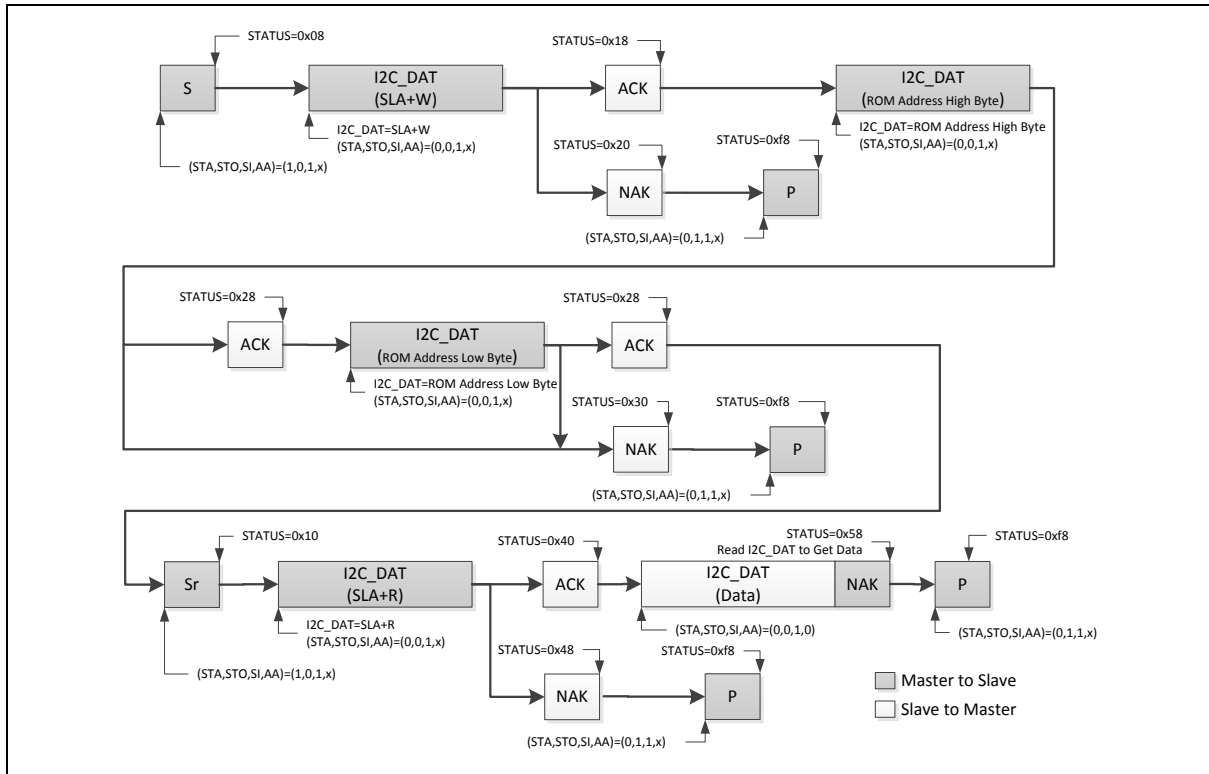 STATUS=0x08
S
(STA,STO,SI,AA)=(1,0,1,x)
I2C_DAT
(SLA+W)
I2C_DAT=SLA+W
(STA,STO,SI,AA)=(0,0,1,x)
STATUS=0x18
ACK
STATUS=0x20
NAK
STATUS=0xf8
P
(STA,STO,SI,AA)=(0,1,1,x)
I2C_DAT
(ROM Address High Byte)
I2C_DAT=ROM Address High Byte
(STA,STO,SI,AA)=(0,0,1,x)
STATUS=0x28
ACK
I2C_DAT
(ROM Address Low Byte)
I2C_DAT=ROM Address Low Byte
(STA,STO,SI,AA)=(0,0,1,x)
STATUS=0x28
ACK
STATUS=0x30
NAK
STATUS=0xf8
P
(STA,STO,SI,AA)=(0,1,1,x)
STATUS=0x10
Sr
(STA,STO,SI,AA)=(1,0,1,x)
I2C_DAT
(SLA+R)
I2C_DAT=SLA+R
(STA,STO,SI,AA)=(0,0,1,x)
STATUS=0x40
ACK
STATUS=0x58
Read I2C_DAT to Get Data
I2C_DAT
(Data)
NAK
(STA,STO,SI,AA)=(0,0,1,0)
STATUS=0xf8
P
(STA,STO,SI,AA)=(0,1,1,x)
STATUS=0x48
NAK
STATUS=0xf8
P
(STA,STO,SI,AA)=(0,1,1,x)
Master to Slave
Slave to Master